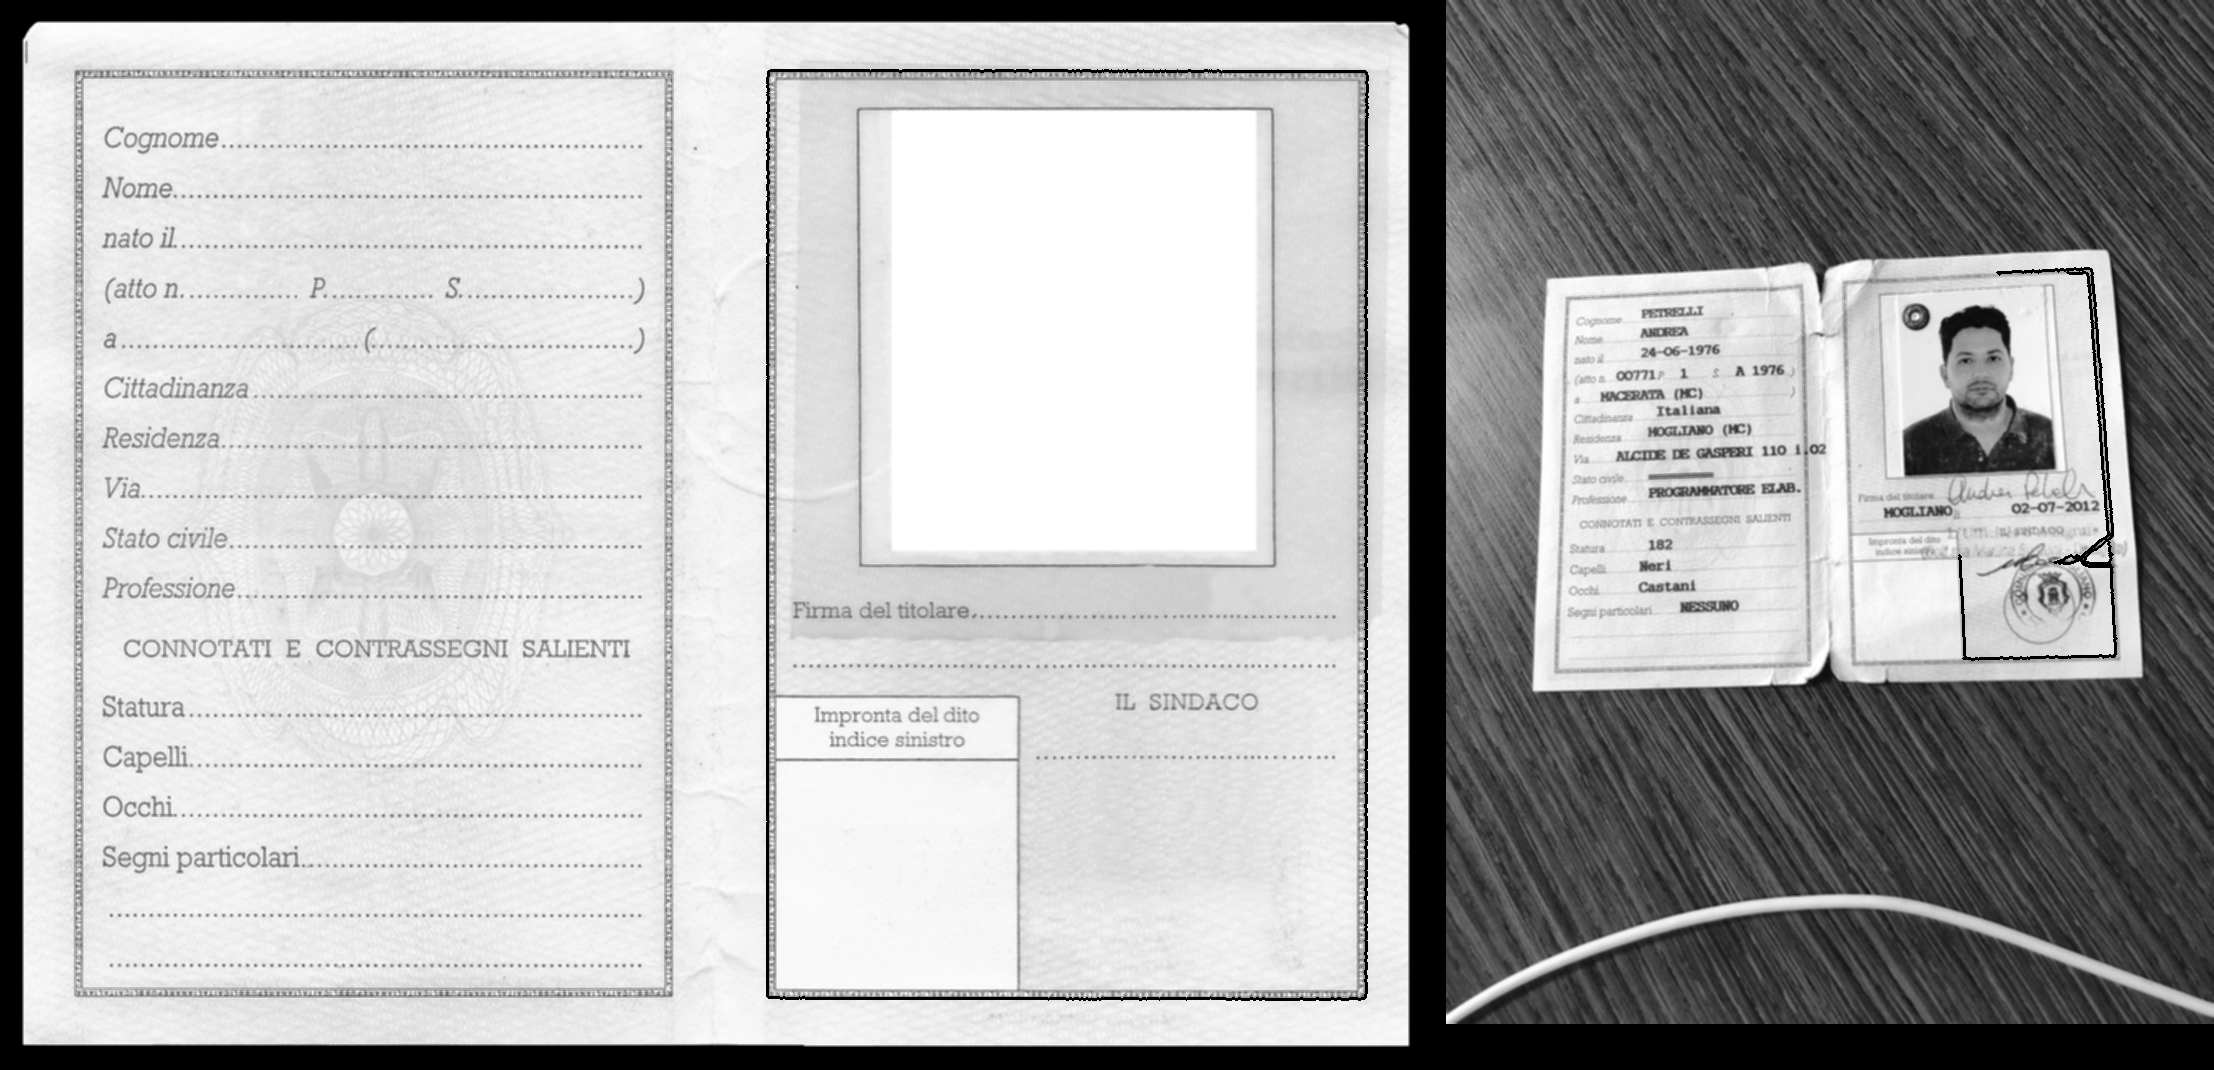 Cognome
Nome
nato il
(atto n. P. S. )
a ( )
Cittadinanza
Residenza
Via
Stato civile
Professione
CONNOTATI E CONTRASSEGNI SALIENTI
Statura
Capelli
Occhi
Segni particolari
Firma del titolare
IL SINDACO
Impronta del dito
indice sinistro
Cognome PETRELLI
Nome ANDREA
nato il 24-06-1976
(atto n. 00771 P. 1 S. A 1976 )
a MACERATA (MC) )
Cittadinanza Italiana
Residenza MOGLIANO (MC)
Via ALCIDE DE GASPERI 110 i.02
Stato civile
Professione PROGRAMMATORE ELAB.
CONNOTATI E CONTRASSEGNI SALIENTI
Statura 182
Capelli Neri
Occhi Castani
Segni particolari NESSUNO
Firma del titolare
MOGLIANO 02-07-2012
IL SINDACO
Impronta del dito
indice sinistro